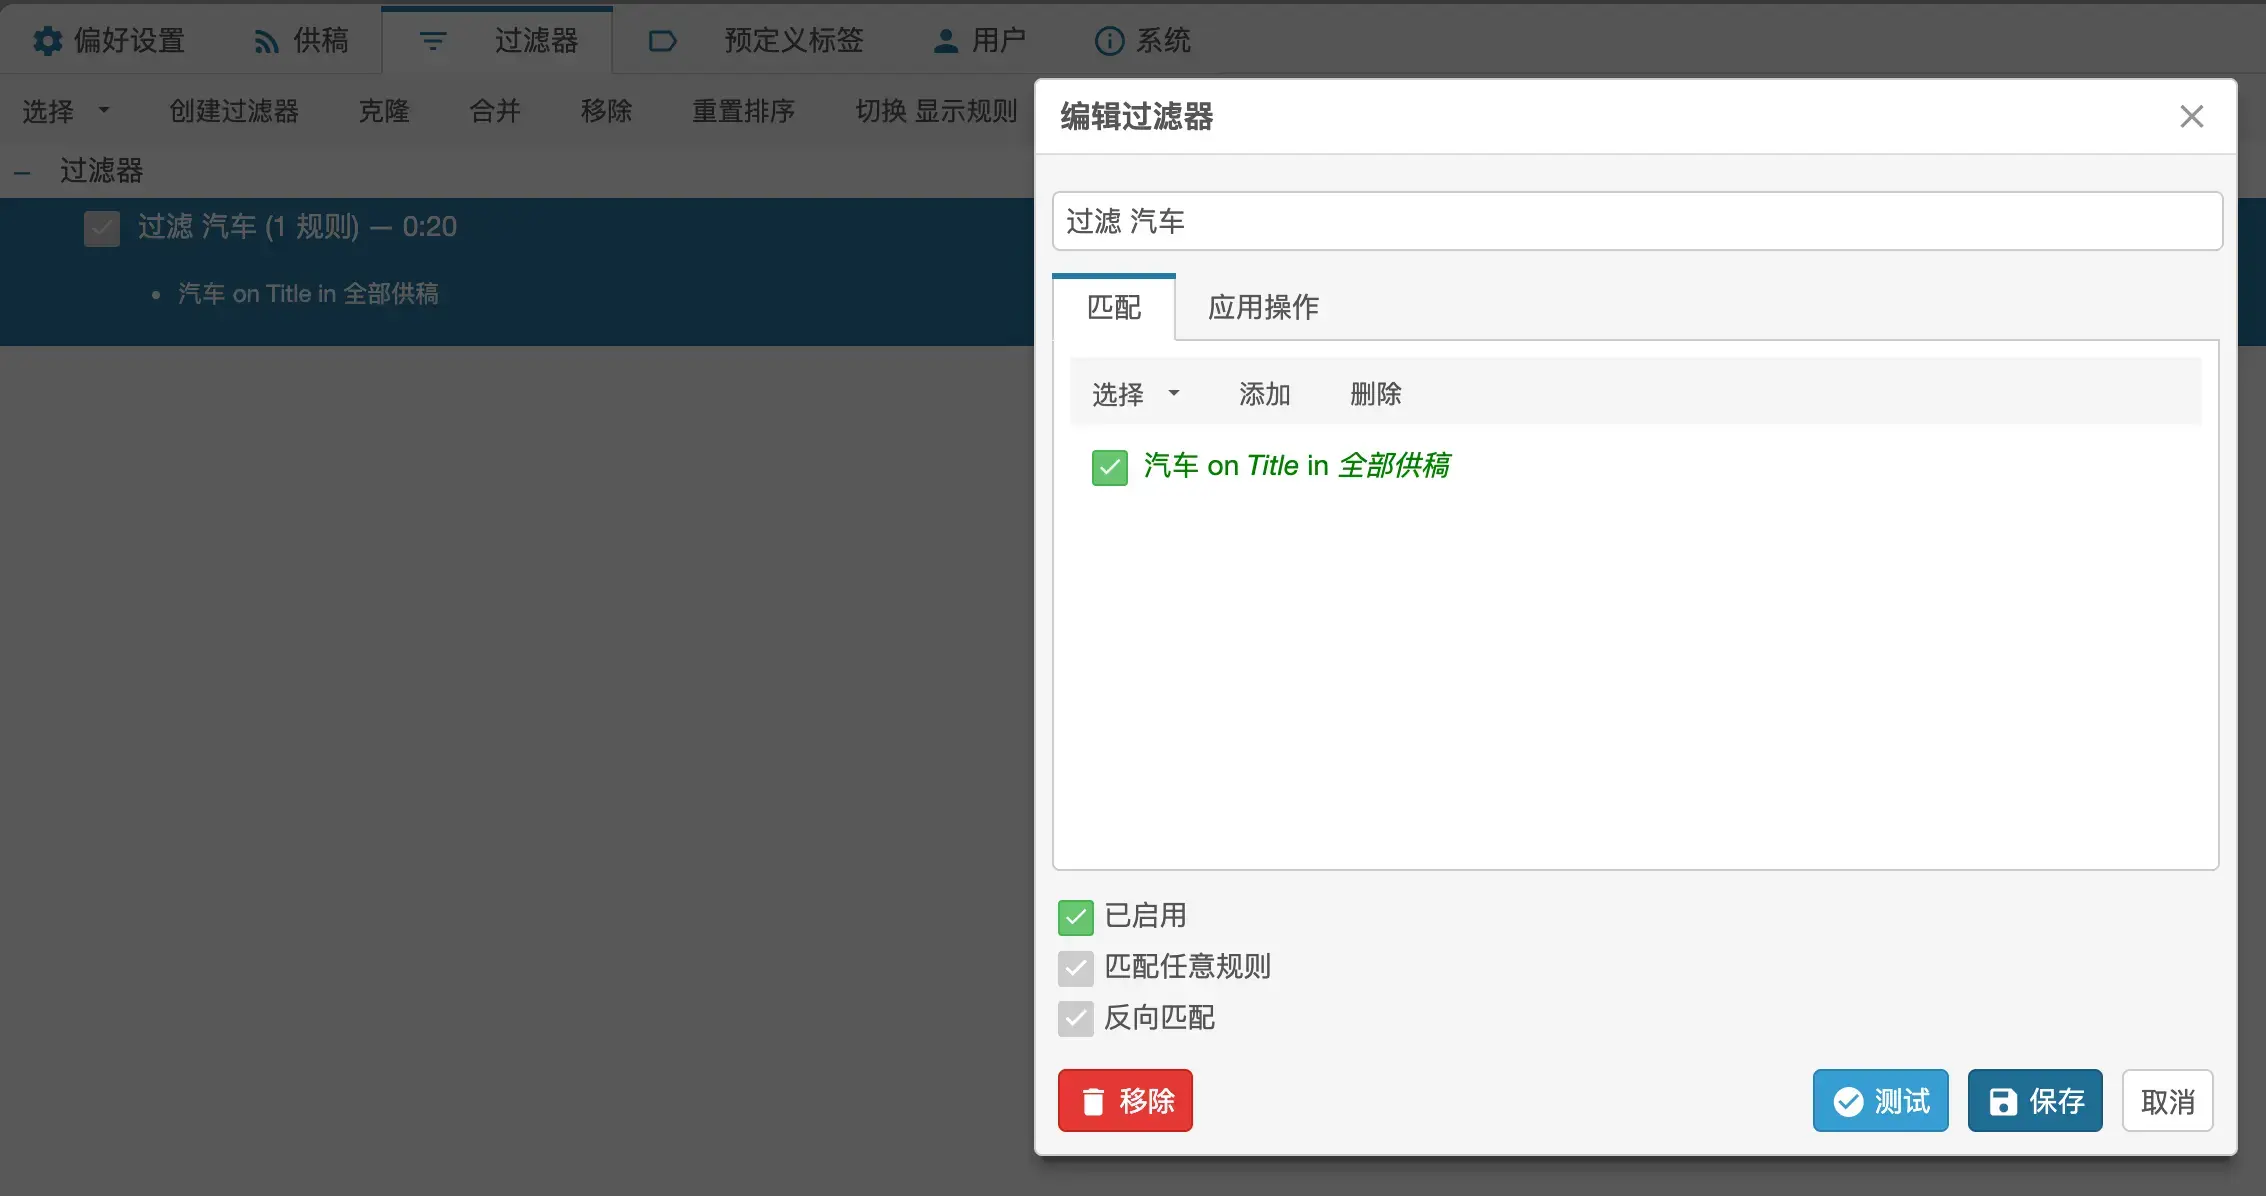 偏好设置 供稿 过滤器 预定义标签 用户 系统
选择 创建过滤器 克隆 合并 移除 重置排序 切换 显示规则
过滤器
过滤 汽车 (1 规则) — 0:20
汽车 on Title in 全部供稿
编辑过滤器
过滤 汽车
匹配 应用操作
选择 添加 删除
汽车 on Title in 全部供稿
已启用
匹配任意规则
反向匹配
移除 测试 保存 取消